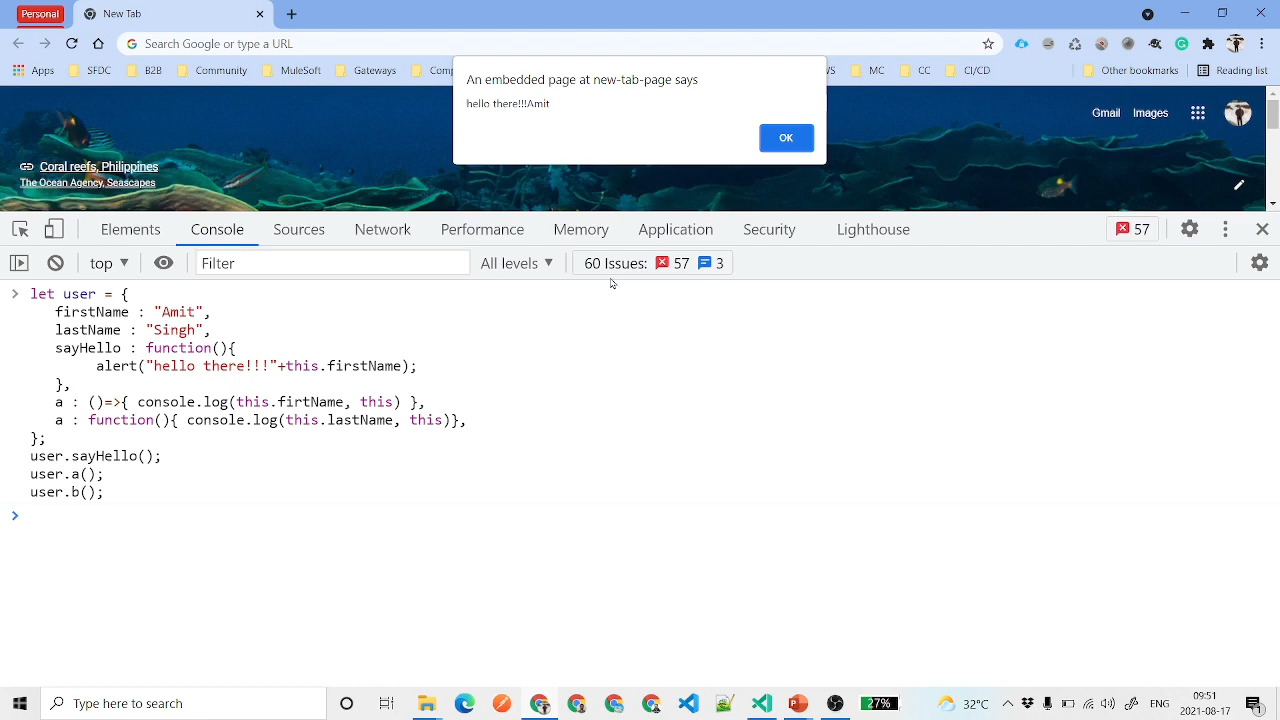 Personal
New Tab
Search Google or type a URL
Apps SFDC B2B Community MuleSoft Gateways MC CC CI/CD Other bookmarks Reading list
An embedded page at new-tab-page says
hello there!!!Amit
OK
Gmail Images
Coral reefs, Philippines
The Ocean Agency, Seascapes
Elements Console Sources Network Performance Memory Application Security Lighthouse 57
top Filter All levels 60 Issues: 57 3
let user = {
firstName : "Amit",
lastName : "Singh",
sayHello : function(){
alert("hello there!!!"+this.firstName);
},
a : ()=>{ console.log(this.firtName, this) },
a : function(){ console.log(this.lastName, this)},
};
user.sayHello();
user.a();
user.b();
Type here to search
27%
32°C
ENG
09:51
2021-08-17
1